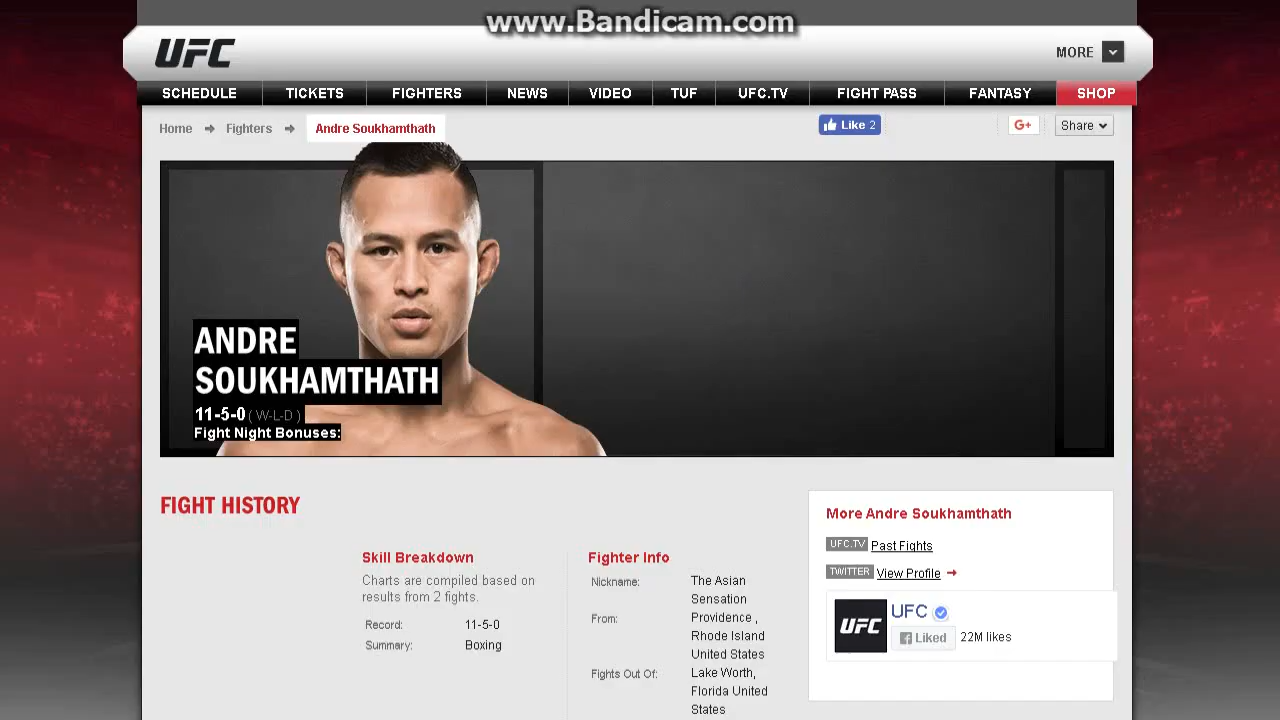 www.Bandicam.com
UFC
MORE
SCHEDULE TICKETS FIGHTERS NEWS VIDEO TUF UFC.TV FIGHT PASS FANTASY SHOP
Home Fighters Andre Soukhamthath
Like 2
G+
Share
ANDRE
SOUKHAMTHATH
11-5-0 ( W-L-D )
Fight Night Bonuses:
FIGHT HISTORY
Skill Breakdown
Charts are compiled based on
results from 2 fights.
Record: 11-5-0
Summary: Boxing
Fighter Info
Nickname: The Asian
Sensation
From: Providence ,
Rhode Island
United States
Fights Out Of: Lake Worth,
Florida United
States
More Andre Soukhamthath
UFC.TV Past Fights
TWITTER View Profile
UFC
UFC
Liked 22M likes